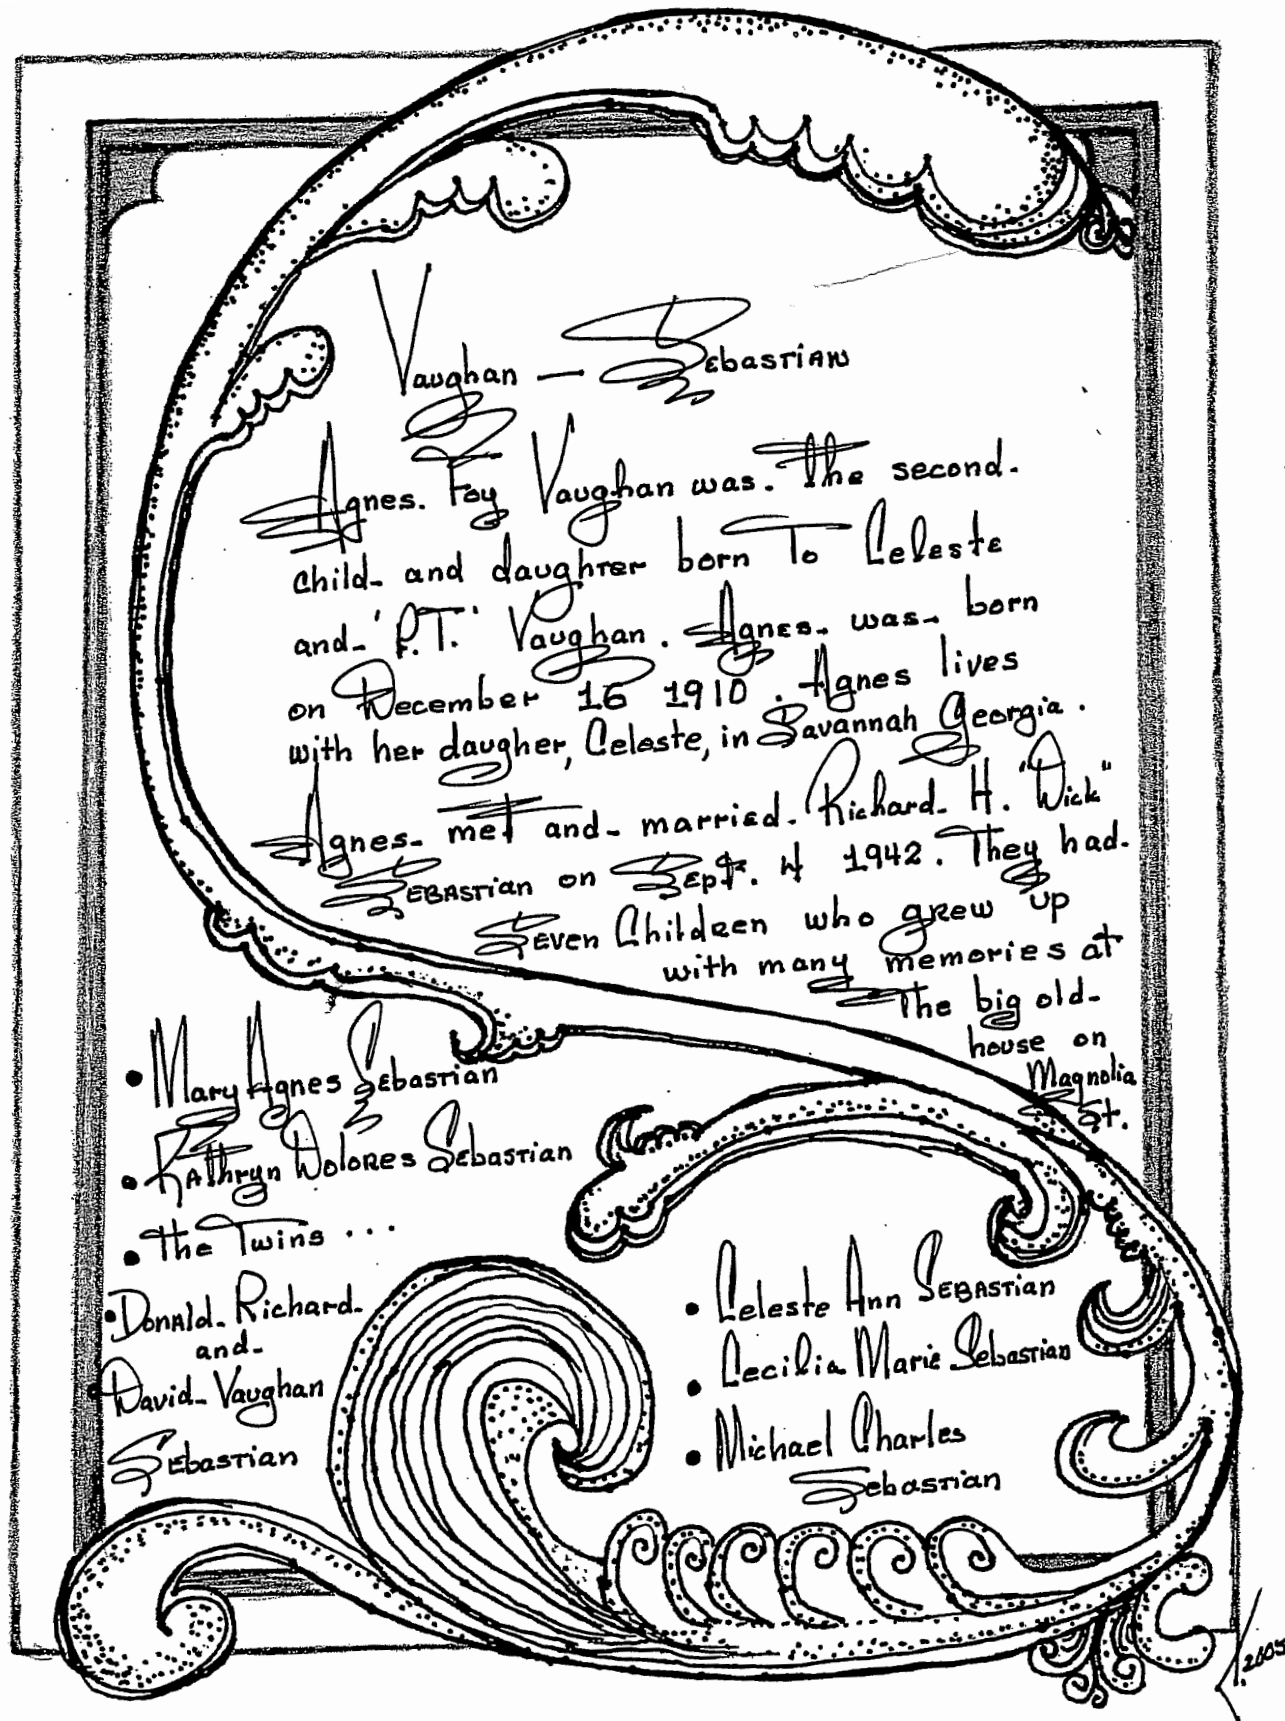 Vaughan — Sebastian
Agnes. Foy Vaughan was. The second.
child- and daughter born To Celeste
and- 'P.T.' Vaughan. Agnes- was- born
on December 16 1910. Agnes lives
with her daugher, Celeste, in Savannah Georgia.
Agnes- met and- married- Richard- H. "Dick"
Sebastian on Sept. 4 1942. They had-
Seven Children who grew up
with many memories at
The big old-
house on
Magnolia
St.
• Mary Agnes Sebastian
• Kathryn Dolores Sebastian
• The Twins ...
• Donald- Richard-
and-
• David- Vaughan
Sebastian
• Celeste Ann Sebastian
• Cecilia Marie Sebastian
• Michael Charles
Sebastian
2005